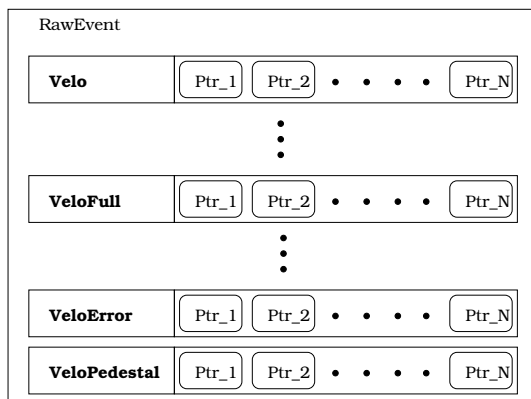 RawEvent
Velo Ptr_1 Ptr_2 • • • • Ptr_N
VeloFull Ptr_1 Ptr_2 • • • • Ptr_N
VeloError Ptr_1 Ptr_2 • • • • Ptr_N
VeloPedestal Ptr_1 Ptr_2 • • • • Ptr_N